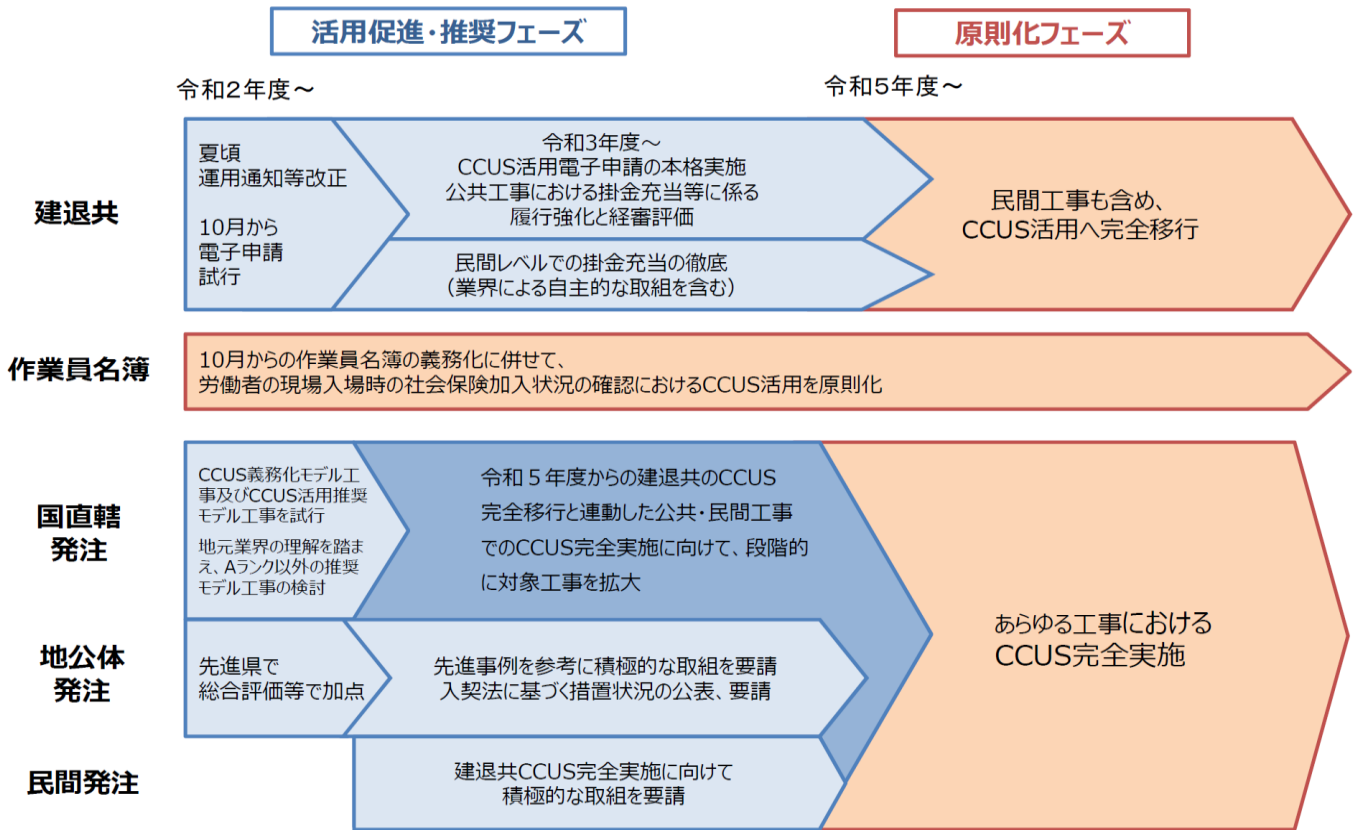 活用促進・推奨フェーズ
原則化フェーズ
令和2年度～
令和5年度～
建退共
夏頃
運用通知等改正
10月から
電子申請
試行
令和3年度～
CCUS活用電子申請の本格実施
公共工事における掛金充当等に係る
履行強化と経審評価
民間レベルでの掛金充当の徹底
（業界による自主的な取組を含む）
民間工事も含め、
CCUS活用へ完全移行
作業員名簿
10月からの作業員名簿の義務化に併せて、
労働者の現場入場時の社会保険加入状況の確認におけるCCUS活用を原則化
国直轄
発注
CCUS義務化モデル工
事及びCCUS活用推奨
モデル工事を試行
地元業界の理解を踏ま
え、Aランク以外の推奨
モデル工事の検討
令和５年度からの建退共のCCUS
完全移行と連動した公共・民間工事
でのCCUS完全実施に向けて、段階的
に対象工事を拡大
地公体
発注
先進県で
総合評価等で加点
先進事例を参考に積極的な取組を要請
入契法に基づく措置状況の公表、要請
民間発注
建退共CCUS完全実施に向けて
積極的な取組を要請
あらゆる工事における
CCUS完全実施